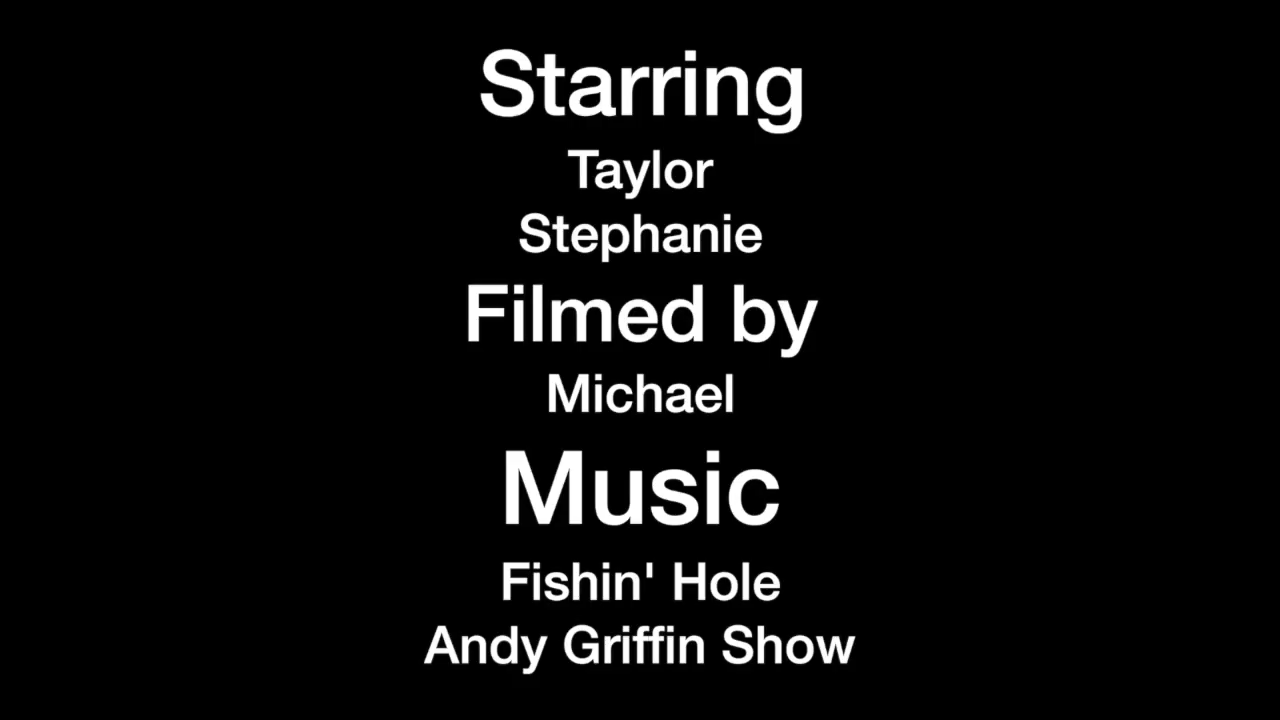 Starring
Taylor
Stephanie
Filmed by
Michael
Music
Fishin' Hole
Andy Griffin Show